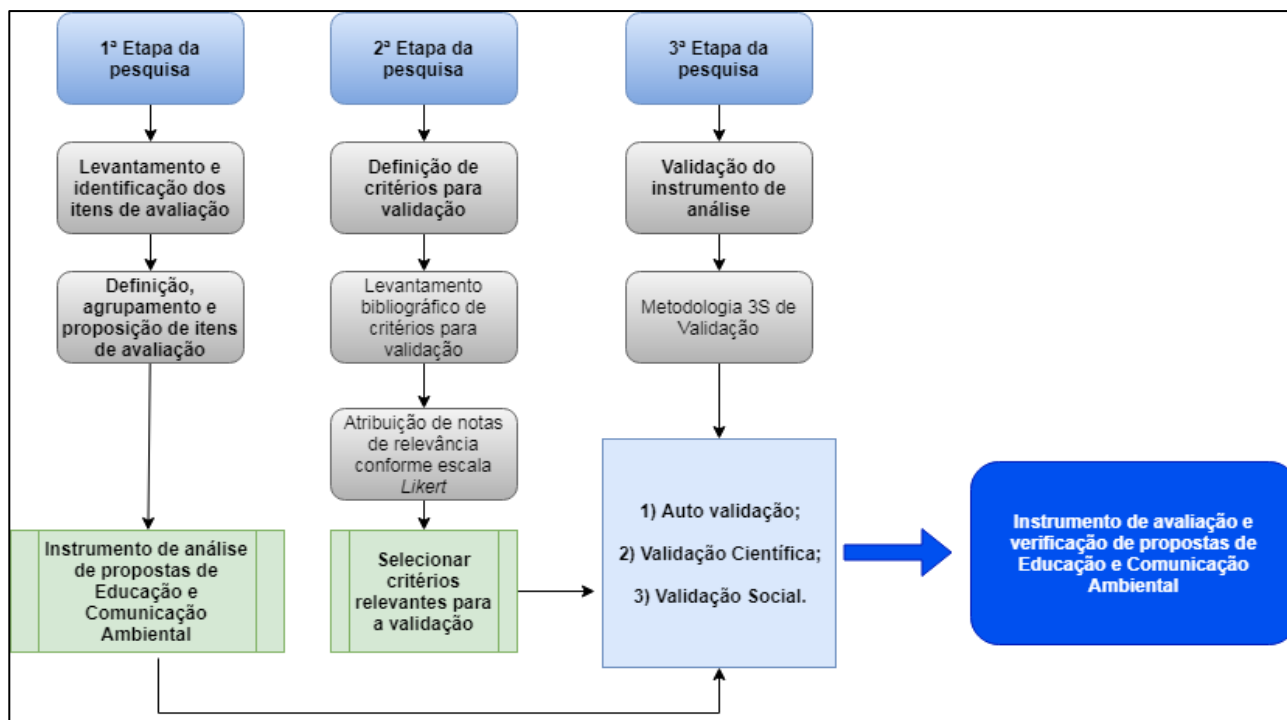 1ª Etapa da
pesquisa
Levantamento e
identificação dos
itens de avaliação
Definição,
agrupamento e
proposição de itens
de avaliação
Instrumento de análise
de propostas de
Educação e
Comunicação
Ambiental
2ª Etapa da
pesquisa
Definição de
critérios para
validação
Levantamento
bibliográfico de
critérios para
validação
Atribuição de notas
de relevância
conforme escala
Likert
Selecionar
critérios
relevantes para
a validação
3ª Etapa da
pesquisa
Validação do
instrumento de
análise
Metodologia 3S de
Validação
1) Auto validação;
2) Validação Científica;
3) Validação Social.
Instrumento de avaliação e
verificação de propostas de
Educação e Comunicação
Ambiental